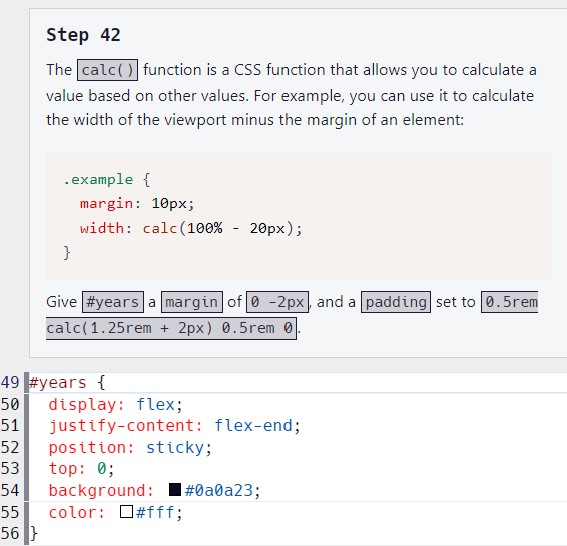 Step 42
The calc() function is a CSS function that allows you to calculate a
value based on other values. For example, you can use it to calculate
the width of the viewport minus the margin of an element:
.example {
  margin: 10px;
  width: calc(100% - 20px);
}
Give #years a margin of 0 -2px, and a padding set to 0.5rem
calc(1.25rem + 2px) 0.5rem 0.
49 #years {
50   display: flex;
51   justify-content: flex-end;
52   position: sticky;
53   top: 0;
54   background: #0a0a23;
55   color: #fff;
56 }